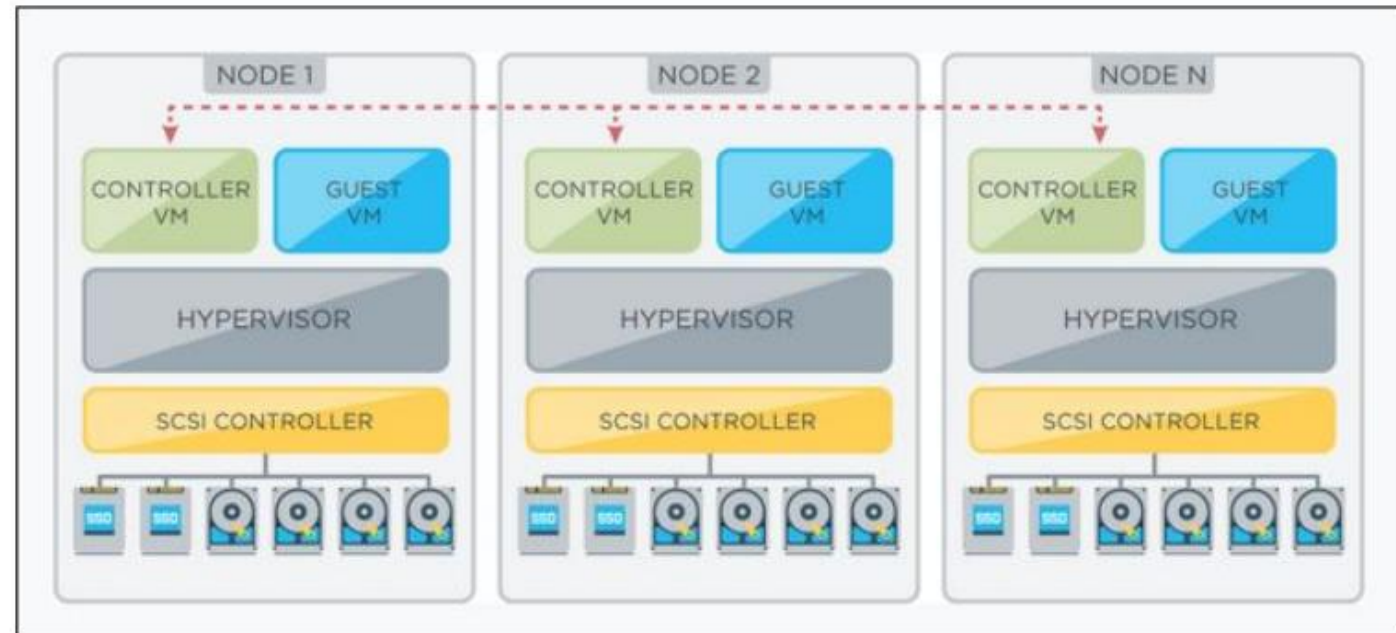 NODE 1
NODE 2
NODE N
CONTROLLER VM
GUEST VM
CONTROLLER VM
GUEST VM
CONTROLLER VM
GUEST VM
HYPERVISOR
HYPERVISOR
HYPERVISOR
SCSI CONTROLLER
SCSI CONTROLLER
SCSI CONTROLLER
SSD
SSD
SSD
SSD
SSD
SSD